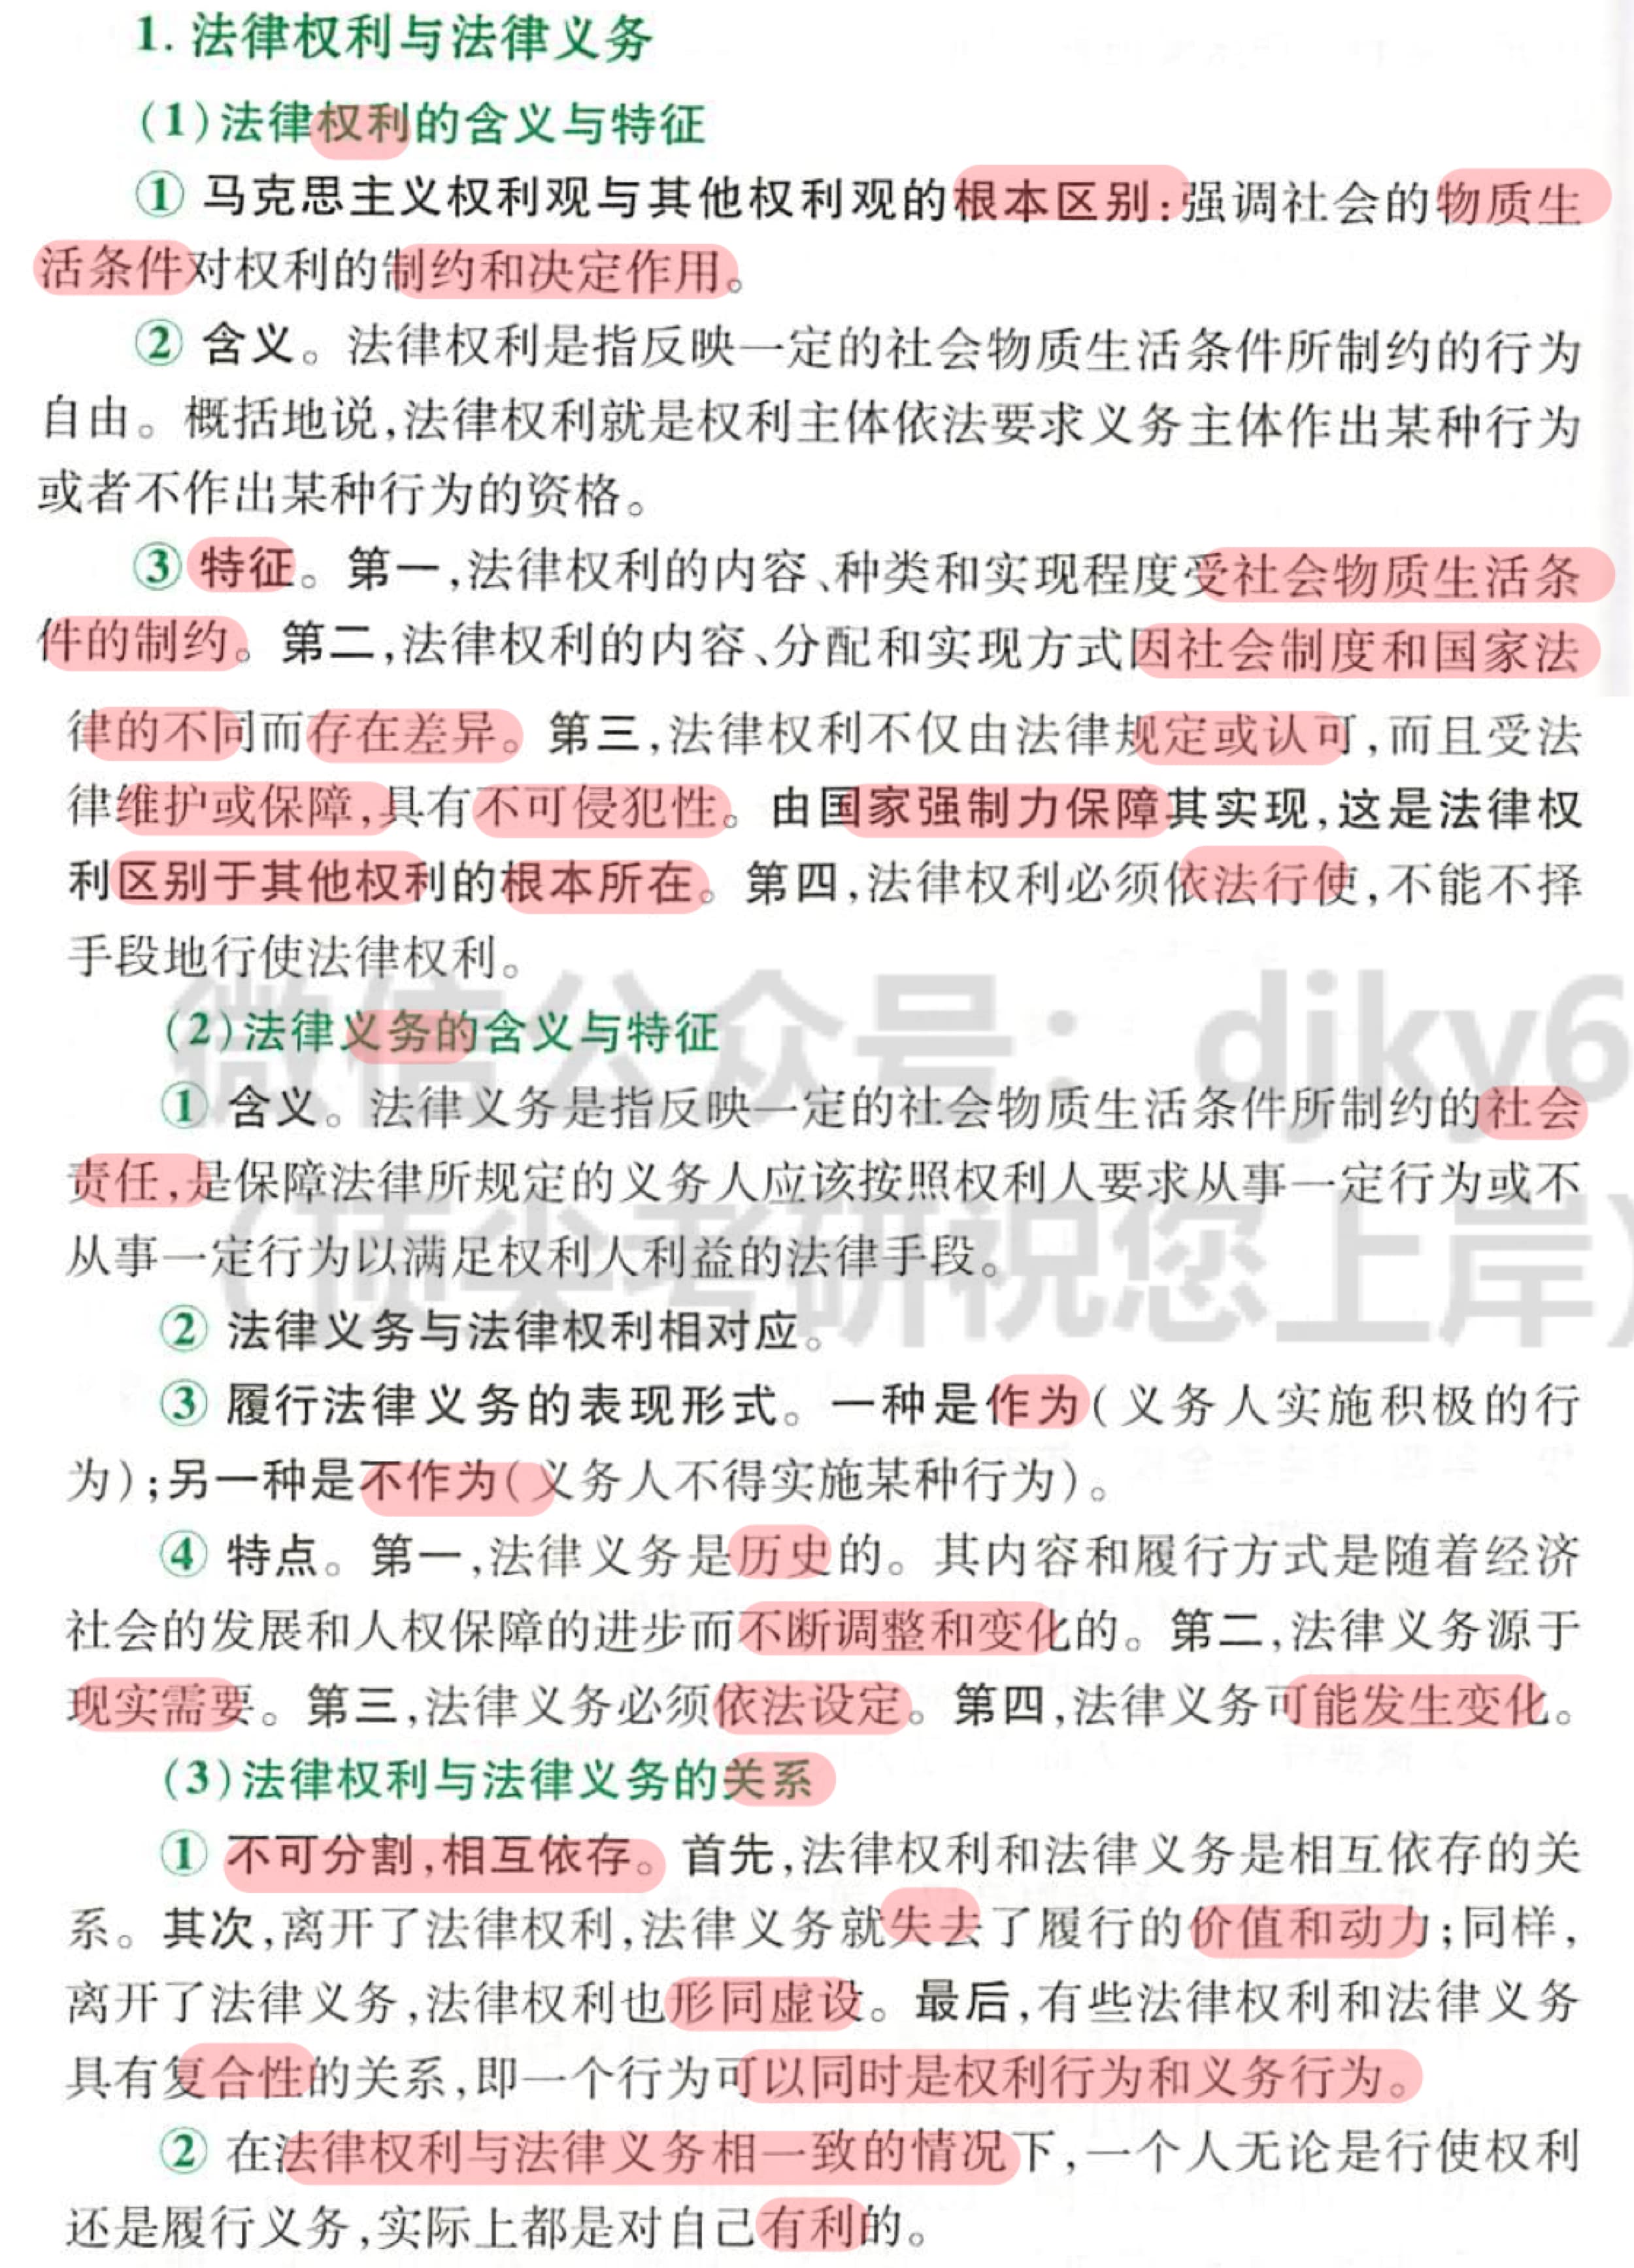 1. 法律权利与法律义务
(1)法律权利的含义与特征
① 马克思主义权利观与其他权利观的根本区别:强调社会的物质生
活条件对权利的制约和决定作用。
② 含义。法律权利是指反映一定的社会物质生活条件所制约的行为
自由。概括地说,法律权利就是权利主体依法要求义务主体作出某种行为
或者不作出某种行为的资格。
③ 特征。第一,法律权利的内容、种类和实现程度受社会物质生活条
件的制约。第二,法律权利的内容、分配和实现方式因社会制度和国家法
律的不同而存在差异。第三,法律权利不仅由法律规定或认可,而且受法
律维护或保障,具有不可侵犯性。由国家强制力保障其实现,这是法律权
利区别于其他权利的根本所在。第四,法律权利必须依法行使,不能不择
手段地行使法律权利。
微信公众号: djky6
(2)法律义务的含义与特征
① 含义。法律义务是指反映一定的社会物质生活条件所制约的社会
责任,是保障法律所规定的义务人应该按照权利人要求从事一定行为或不
从事一定行为以满足权利人利益的法律手段。
(顶尖考研祝您上岸)
② 法律义务与法律权利相对应。
③ 履行法律义务的表现形式。一种是作为(义务人实施积极的行
为);另一种是不作为(义务人不得实施某种行为)。
④ 特点。第一,法律义务是历史的。其内容和履行方式是随着经济
社会的发展和人权保障的进步而不断调整和变化的。第二,法律义务源于
现实需要。第三,法律义务必须依法设定。第四,法律义务可能发生变化。
(3)法律权利与法律义务的关系
① 不可分割,相互依存。首先,法律权利和法律义务是相互依存的关
系。其次,离开了法律权利,法律义务就失去了履行的价值和动力;同样,
离开了法律义务,法律权利也形同虚设。最后,有些法律权利和法律义务
具有复合性的关系,即一个行为可以同时是权利行为和义务行为。
② 在法律权利与法律义务相一致的情况下,一个人无论是行使权利
还是履行义务,实际上都是对自己有利的。